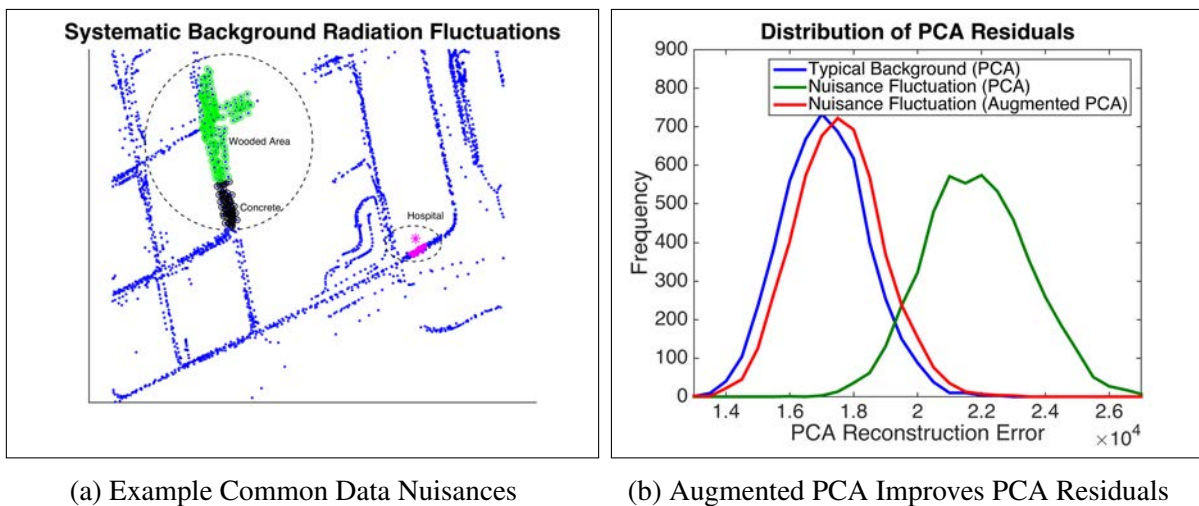 Systematic Background Radiation Fluctuations
Wooded Area
Concrete
Hospital
Distribution of PCA Residuals
Typical Background (PCA)
Nuisance Fluctuation (PCA)
Nuisance Fluctuation (Augmented PCA)
900
800
700
600
500
400
300
200
100
0
Frequency
1.4 1.6 1.8 2 2.2 2.4 2.6
PCA Reconstruction Error
×10⁴
(a) Example Common Data Nuisances
(b) Augmented PCA Improves PCA Residuals